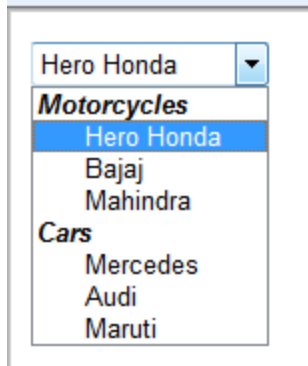 Hero Honda
Motorcycles
Hero Honda
Bajaj
Mahindra
Cars
Mercedes
Audi
Maruti